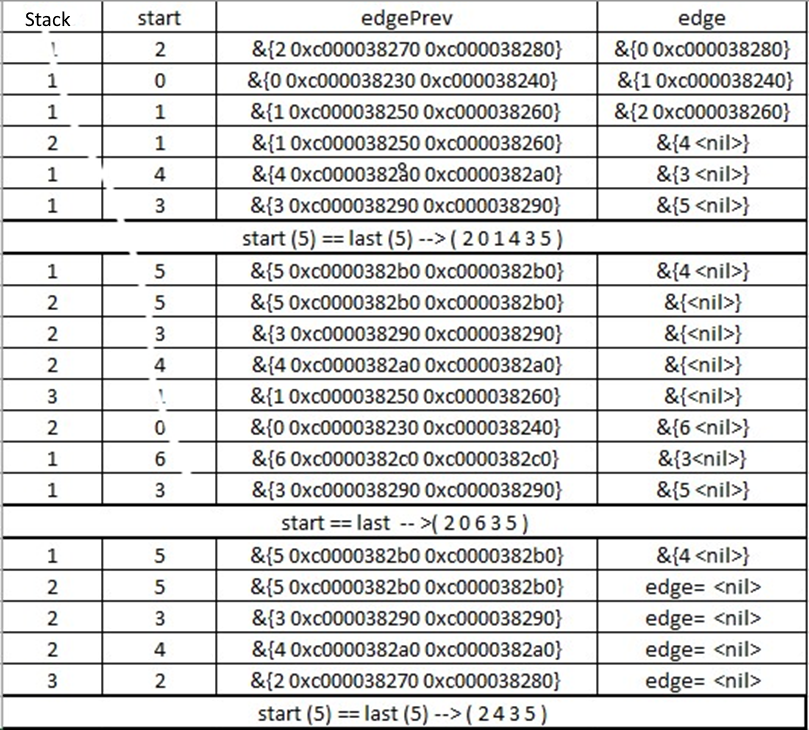 Stack start edgePrev edge
2 &{2 0xc000038270 0xc000038280} &{0 0xc000038280}
1 0 &{0 0xc000038230 0xc000038240} &{1 0xc000038240}
1 1 &{1 0xc000038250 0xc000038260} &{2 0xc000038260}
2 1 &{1 0xc000038250 0xc000038260} &{4 <nil>}
1 4 &{4 0xc0000382a0 0xc0000382a0} &{3 <nil>}
1 3 &{3 0xc000038290 0xc000038290} &{5 <nil>}
start (5) == last (5) --> ( 2 0 1 4 3 5 )
1 5 &{5 0xc0000382b0 0xc0000382b0} &{4 <nil>}
2 5 &{5 0xc0000382b0 0xc0000382b0} &{<nil>}
2 3 &{3 0xc000038290 0xc000038290} &{<nil>}
2 4 &{4 0xc0000382a0 0xc0000382a0} &{<nil>}
3 &{1 0xc000038250 0xc000038260} &{<nil>}
2 0 &{0 0xc000038230 0xc000038240} &{6 <nil>}
1 6 &{6 0xc0000382c0 0xc0000382c0} &{3<nil>}
1 3 &{3 0xc000038290 0xc000038290} &{5 <nil>}
start == last -- >( 2 0 6 3 5 )
1 5 &{5 0xc0000382b0 0xc0000382b0} &{4 <nil>}
2 5 &{5 0xc0000382b0 0xc0000382b0} edge= <nil>
2 3 &{3 0xc000038290 0xc000038290} edge= <nil>
2 4 &{4 0xc0000382a0 0xc0000382a0} edge= <nil>
3 2 &{2 0xc000038270 0xc000038280} edge= <nil>
start (5) == last (5) --> ( 2 4 3 5 )